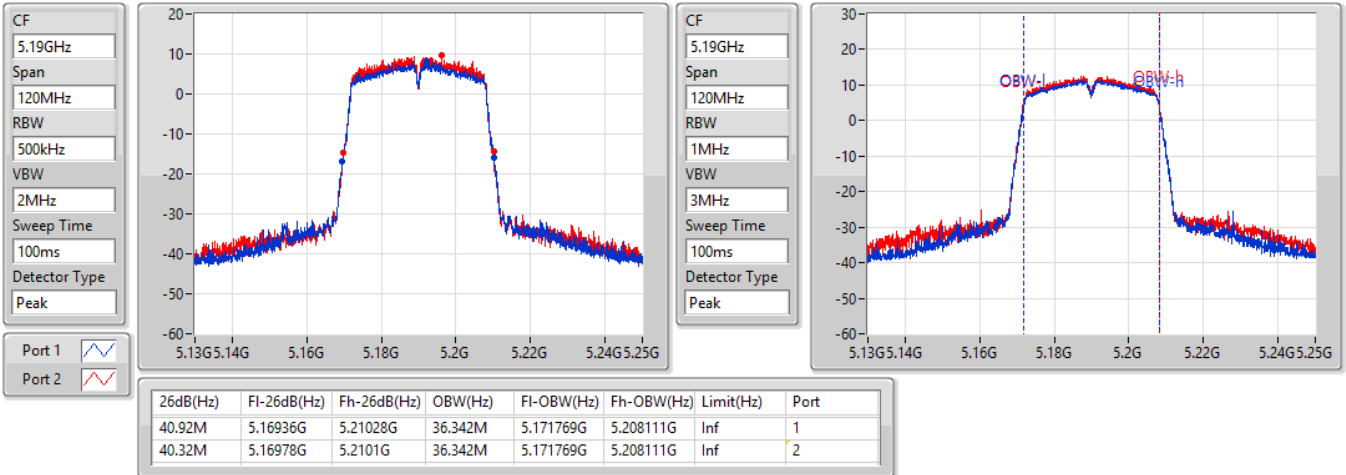 CF
5.19GHz
Span
120MHz
RBW
500kHz
VBW
2MHz
Sweep Time
100ms
Detector Type
Peak
20-
10-
0-
-10-
-20-
-30-
-40-
-50-
-60-
5.13G 5.14G 5.16G 5.18G 5.2G 5.22G 5.24G 5.25G
CF
5.19GHz
Span
120MHz
RBW
1MHz
VBW
3MHz
Sweep Time
100ms
Detector Type
Peak
30-
20-
10-
0-
-10-
-20-
-30-
-40-
-50-
-60-
OBW-l OBW-h
5.13G 5.14G 5.16G 5.18G 5.2G 5.22G 5.24G 5.25G
Port 1
Port 2
26dB(Hz) Fl-26dB(Hz) Fh-26dB(Hz) OBW(Hz) Fl-OBW(Hz) Fh-OBW(Hz) Limit(Hz) Port
40.92M 5.16936G 5.21028G 36.342M 5.171769G 5.208111G Inf 1
40.32M 5.16978G 5.2101G 36.342M 5.171769G 5.208111G Inf 2